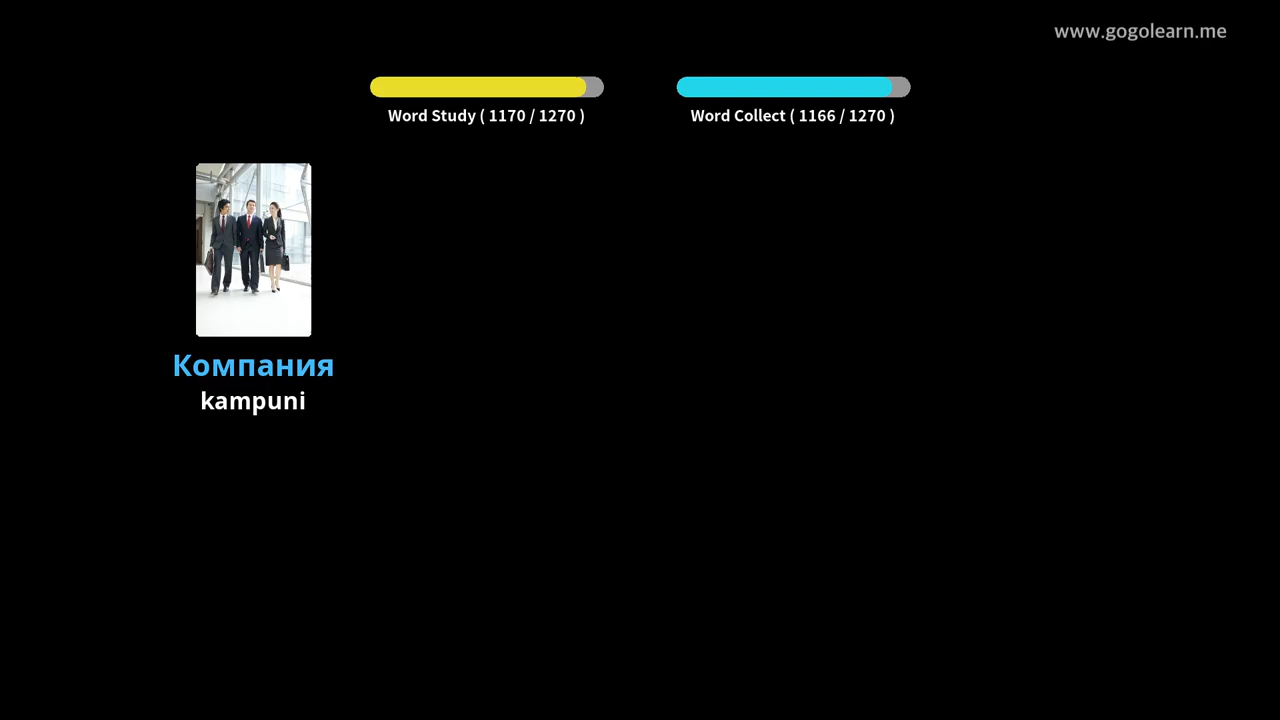 www.gogolearn.me
Word Study ( 1170 / 1270 )
Word Collect ( 1166 / 1270 )
Компания
kampuni